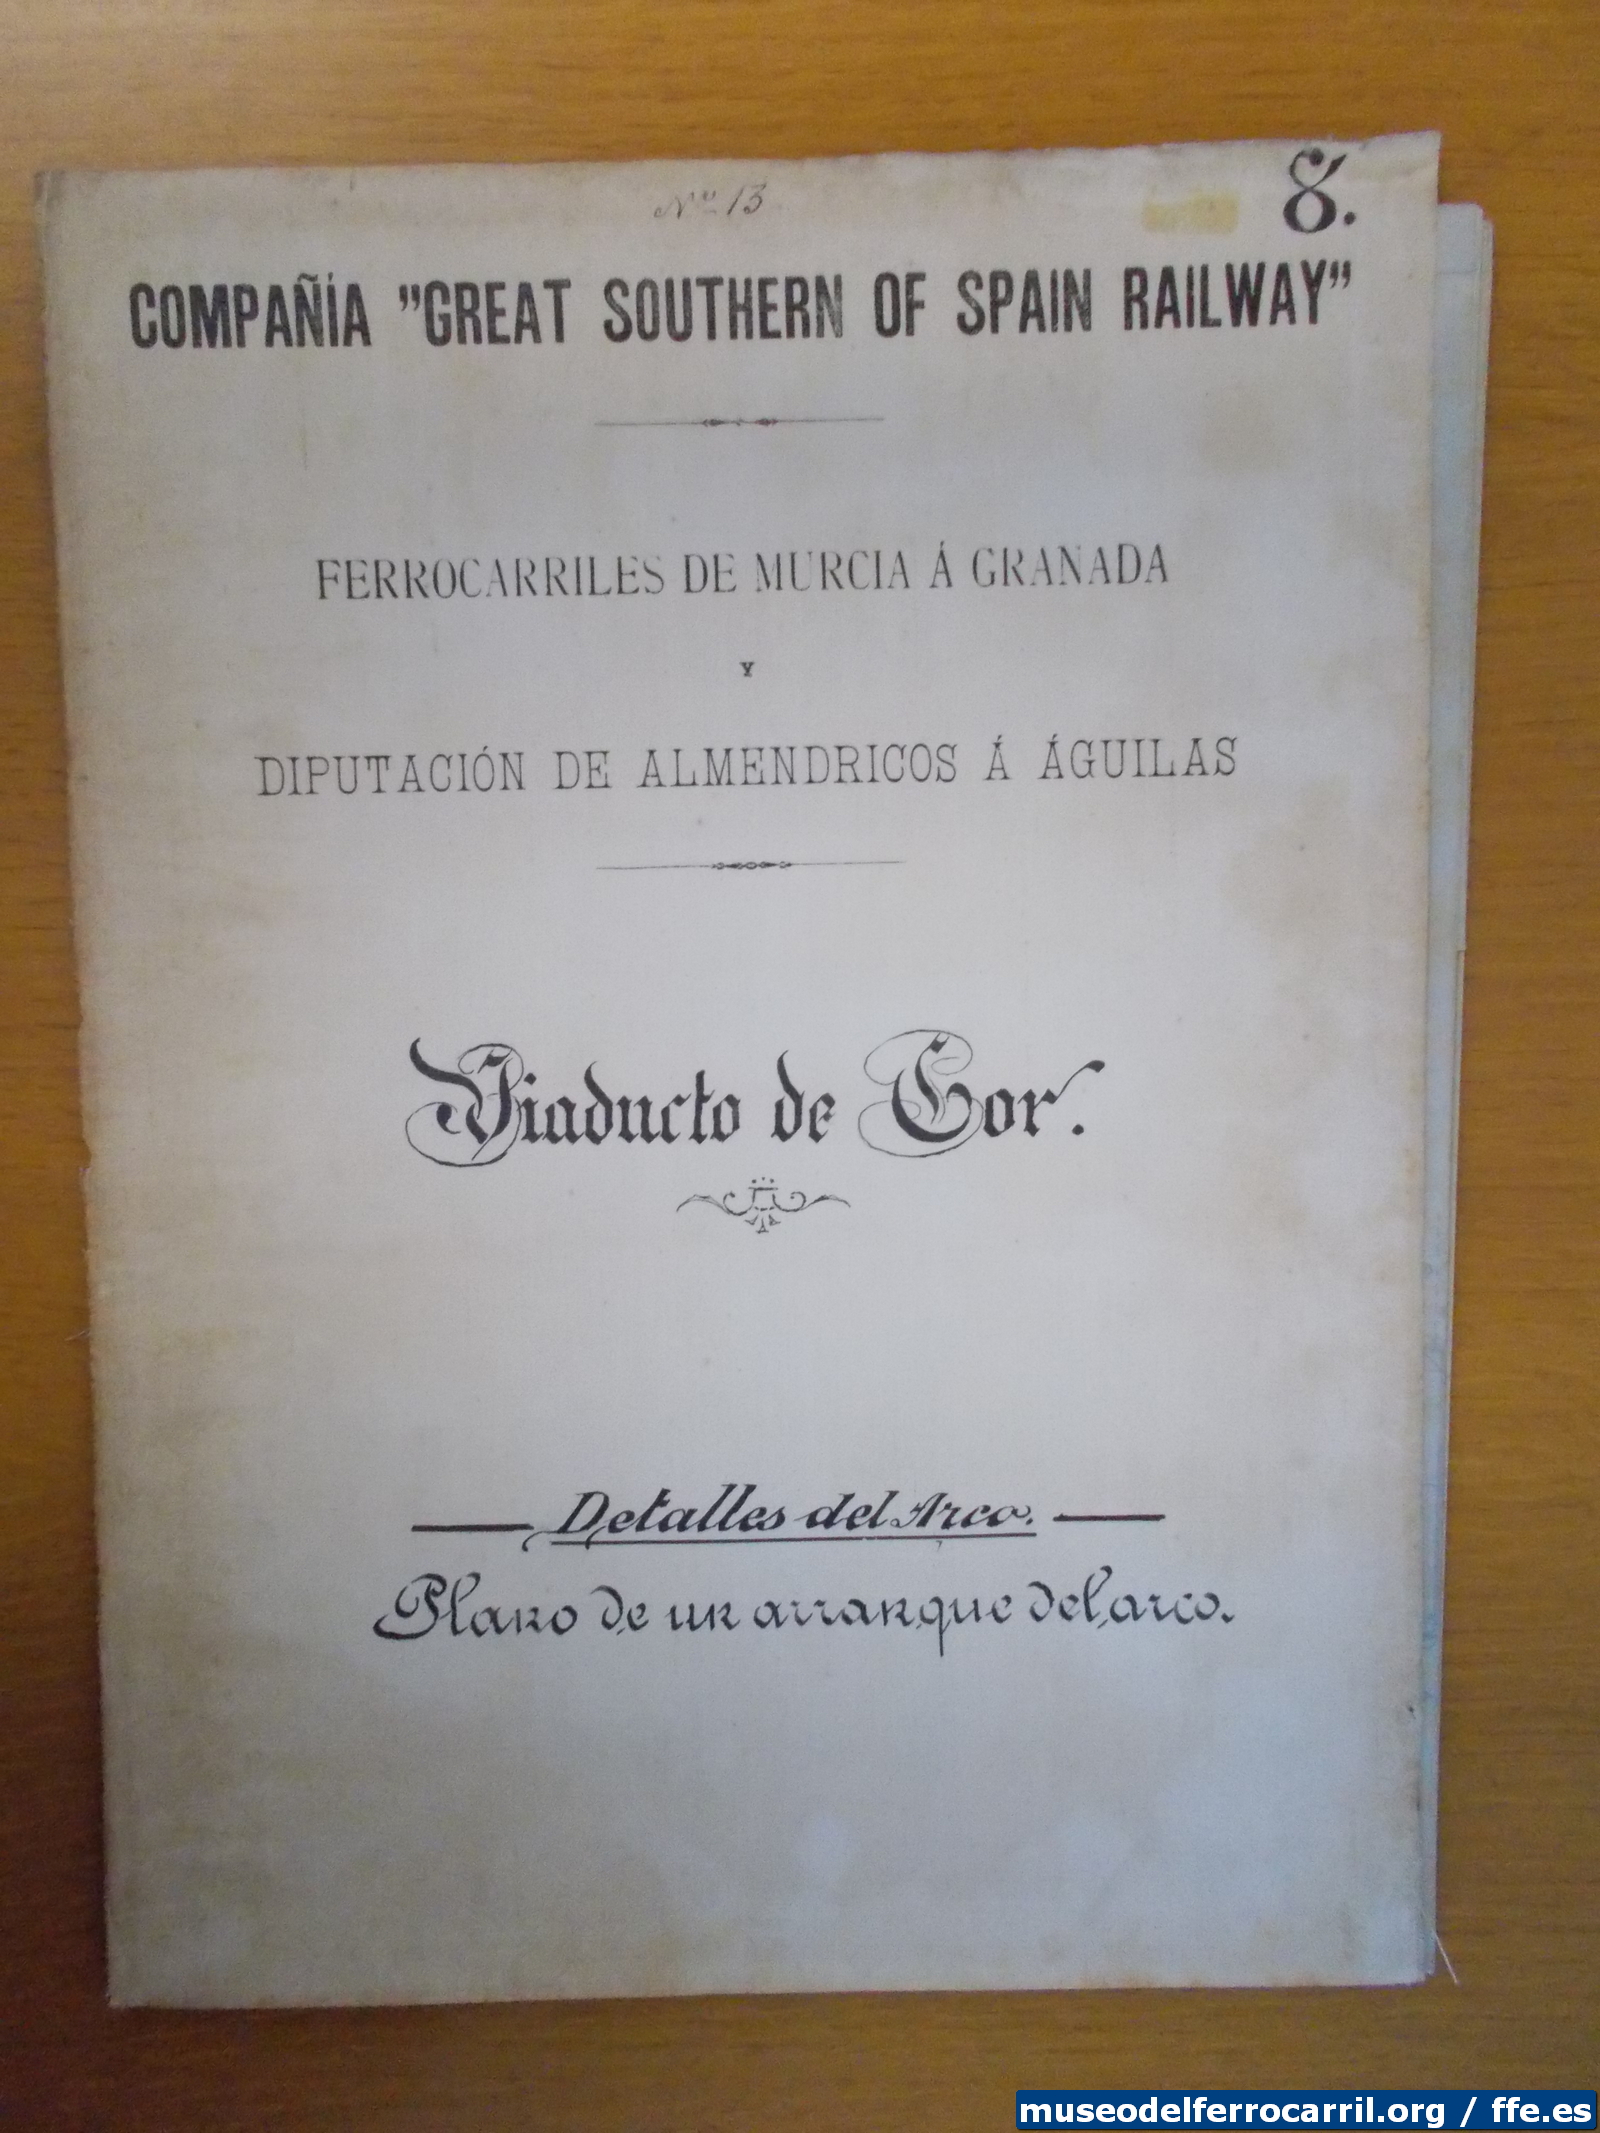 Nº 13
8.
COMPAÑÍA "GREAT SOUTHERN OF SPAIN RAILWAY"
FERROCARRILES DE MURCIA Á GRANADA
Y
DIPUTACIÓN DE ALMENDRICOS Á ÁGUILAS
Viaducto de Gor.
Detalles del Arco.
Plano de un arranque del arco.
museodelferrocarril.org / ffe.es